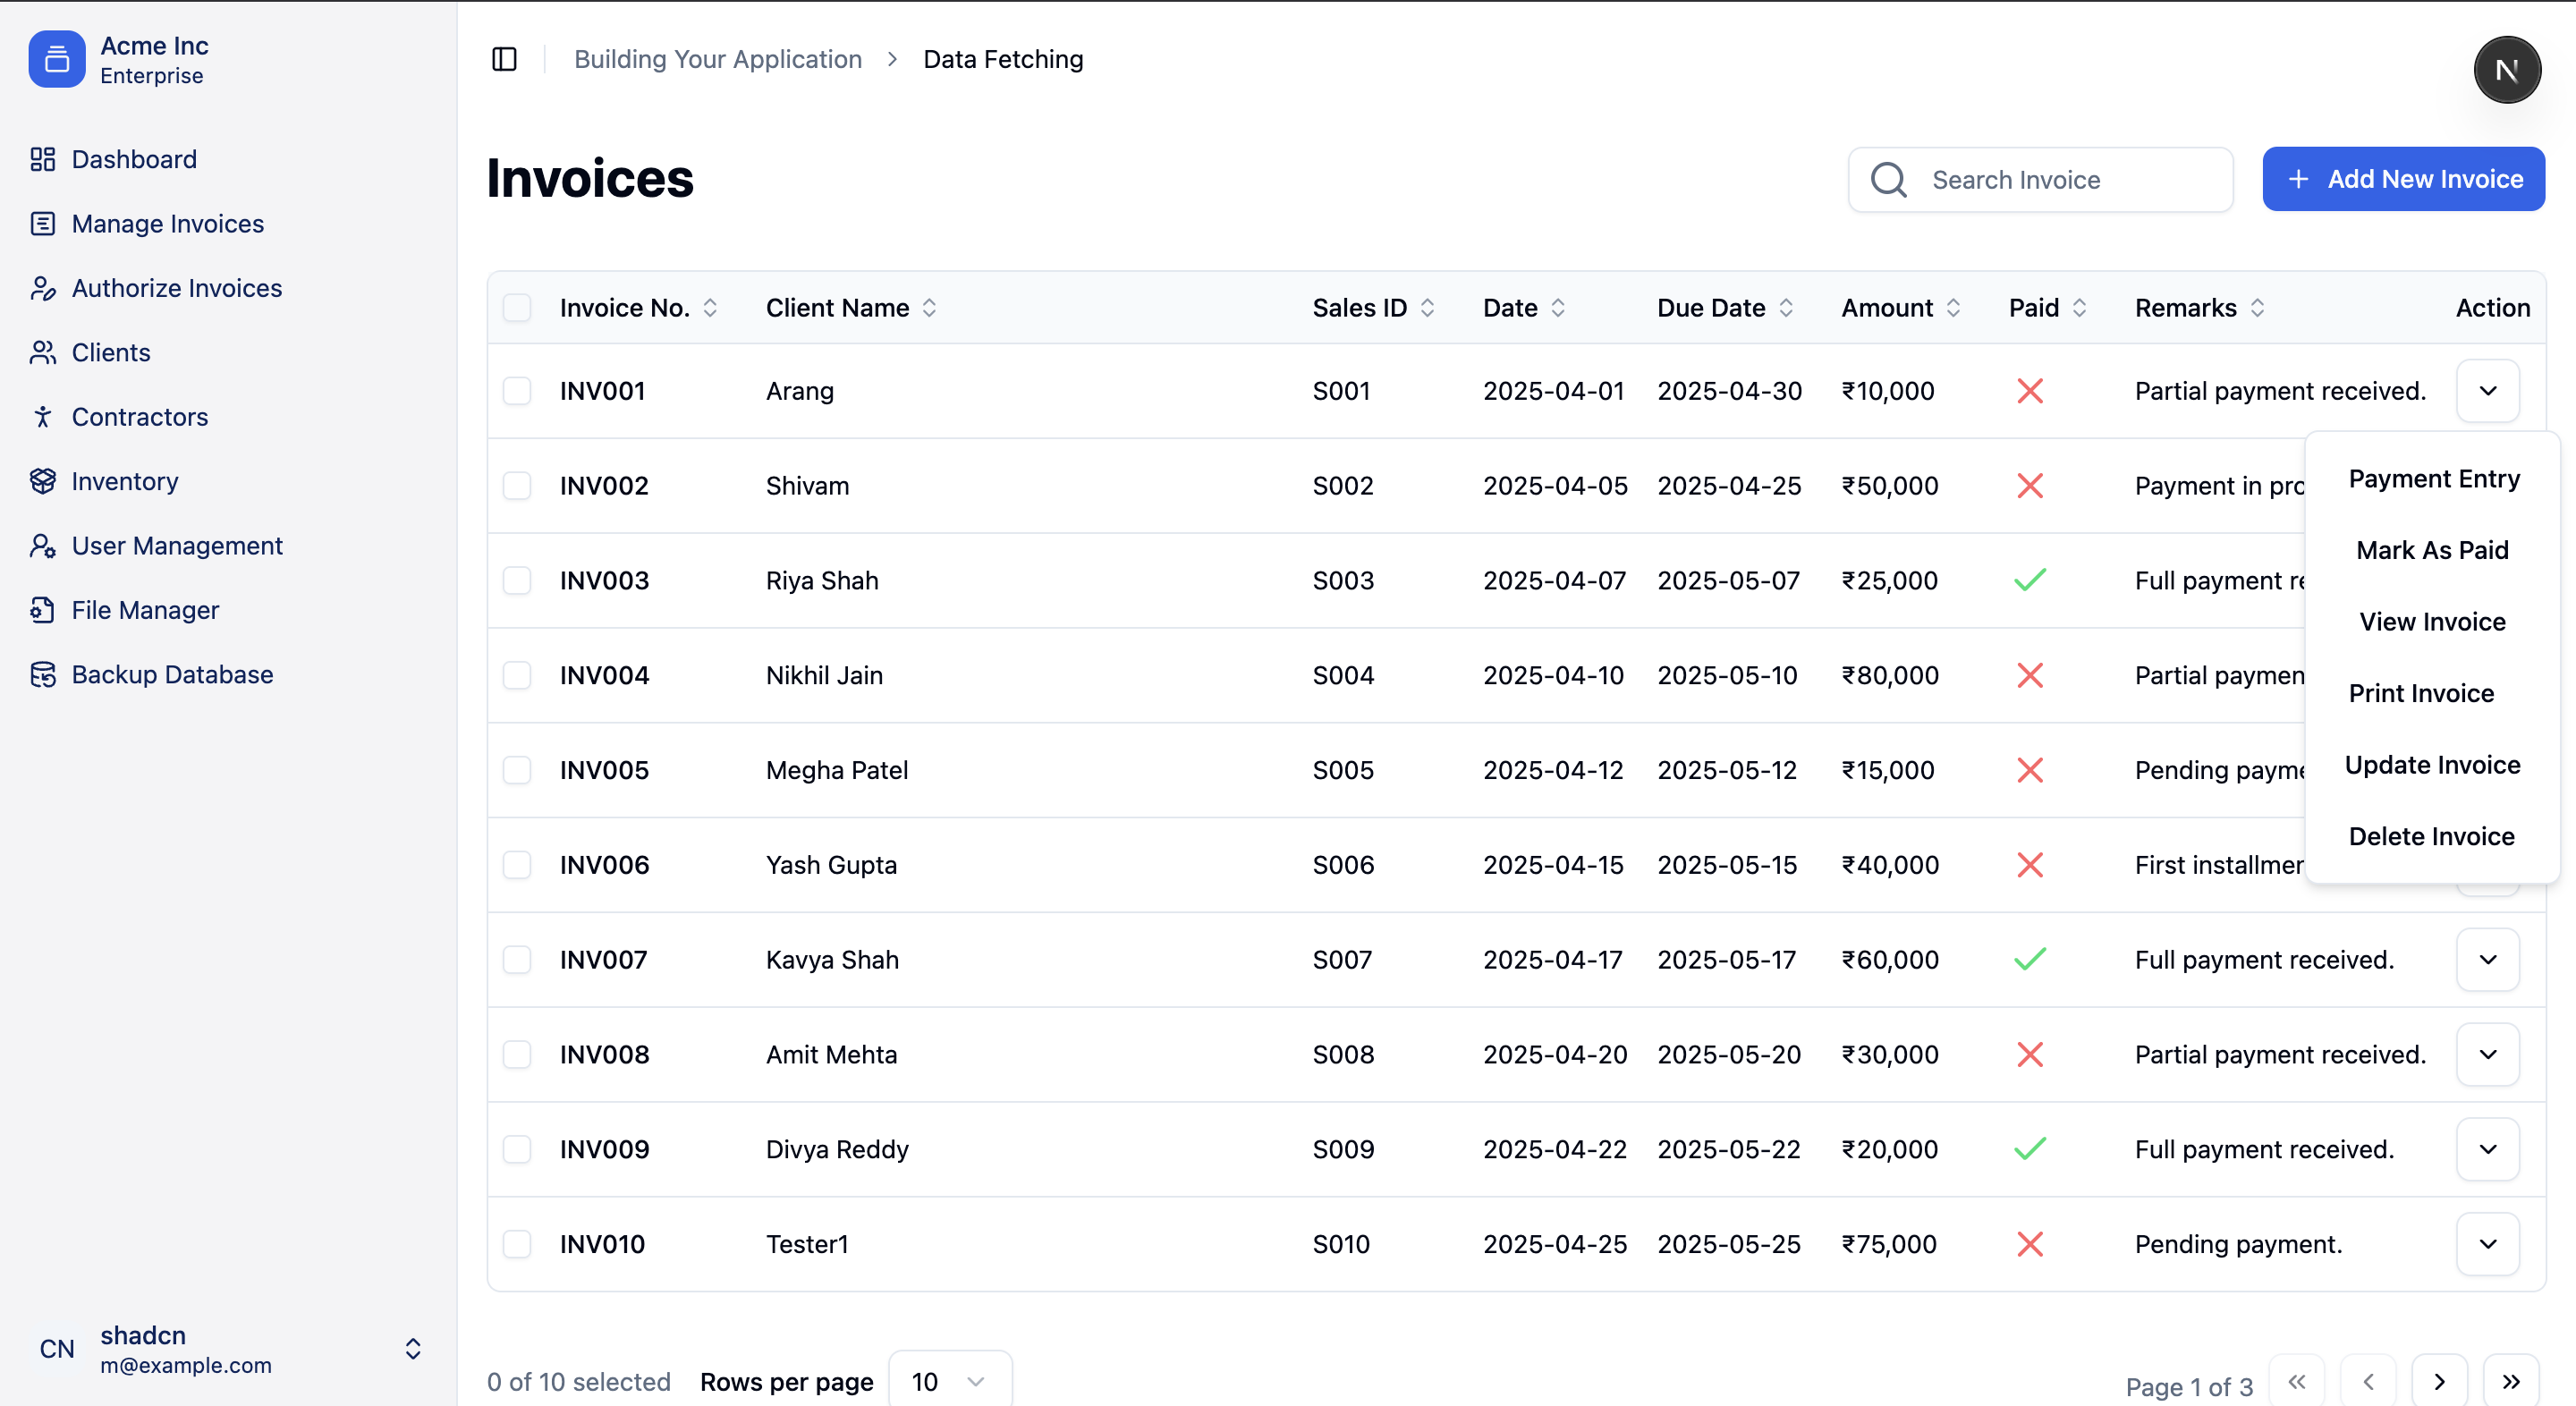 Acme Inc
Enterprise
Dashboard
Manage Invoices
Authorize Invoices
Clients
Contractors
Inventory
User Management
File Manager
Backup Database
CN
shadcn
m@example.com
Building Your Application > Data Fetching
N
Invoices
Search Invoice
+ Add New Invoice
Invoice No. Client Name Sales ID Date Due Date Amount Paid Remarks Action
INV001 Arang S001 2025-04-01 2025-04-30 ₹10,000 Partial payment received.
INV002 Shivam S002 2025-04-05 2025-04-25 ₹50,000 Payment in
INV003 Riya Shah S003 2025-04-07 2025-05-07 ₹25,000 Full payment
INV004 Nikhil Jain S004 2025-04-10 2025-05-10 ₹80,000 Partial
INV005 Megha Patel S005 2025-04-12 2025-05-12 ₹15,000 Pending
INV006 Yash Gupta S006 2025-04-15 2025-05-15 ₹40,000 First
INV007 Kavya Shah S007 2025-04-17 2025-05-17 ₹60,000 Full payment received.
INV008 Amit Mehta S008 2025-04-20 2025-05-20 ₹30,000 Partial payment received.
INV009 Divya Reddy S009 2025-04-22 2025-05-22 ₹20,000 Full payment received.
INV010 Tester1 S010 2025-04-25 2025-05-25 ₹75,000 Pending payment.
Payment Entry
Mark As Paid
View Invoice
Print Invoice
Update Invoice
Delete Invoice
0 of 10 selected Rows per page 10
Page 1 of 3